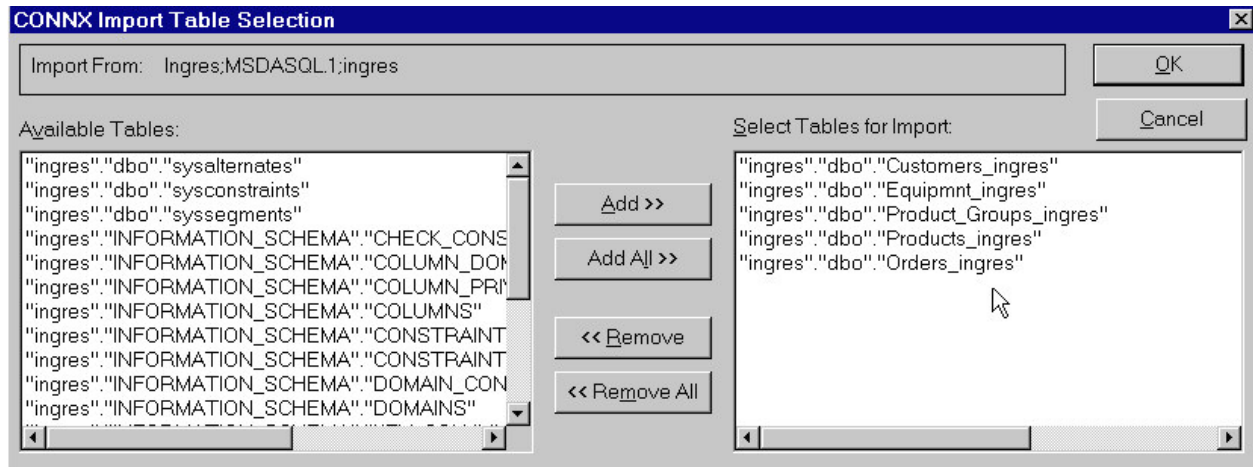 CONNX Import Table Selection
Import From: Ingres;MSDASQL.1;ingres
OK
Cancel
Available Tables:
"ingres"."dbo"."sysalternates"
"ingres"."dbo"."sysconstraints"
"ingres"."dbo"."syssegments"
"ingres"."INFORMATION_SCHEMA"."CHECK_CONS
"ingres"."INFORMATION_SCHEMA"."COLUMN_DOM
"ingres"."INFORMATION_SCHEMA"."COLUMN_PRI
"ingres"."INFORMATION_SCHEMA"."COLUMNS"
"ingres"."INFORMATION_SCHEMA"."CONSTRAINT
"ingres"."INFORMATION_SCHEMA"."CONSTRAINT
"ingres"."INFORMATION_SCHEMA"."DOMAIN_CON
"ingres"."INFORMATION_SCHEMA"."DOMAINS"
Add >>
Add All >>
<< Remove
<< Remove All
Select Tables for Import:
"ingres"."dbo"."Customers_ingres"
"ingres"."dbo"."Equipmnt_ingres"
"ingres"."dbo"."Product_Groups_ingres"
"ingres"."dbo"."Products_ingres"
"ingres"."dbo"."Orders_ingres"